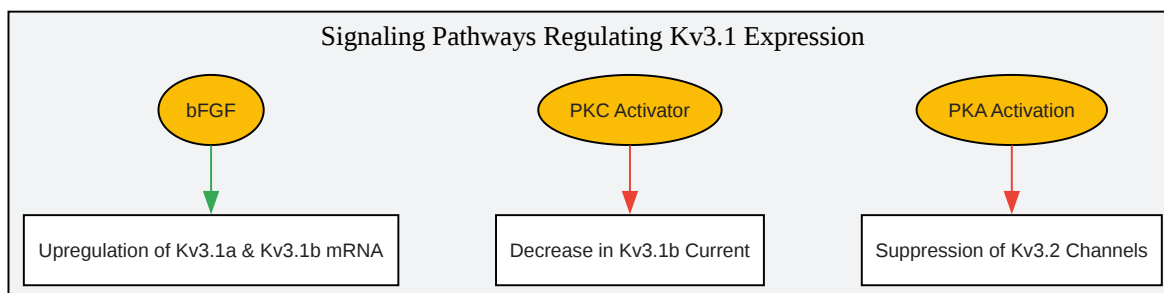 Signaling Pathways Regulating Kv3.1 Expression
bFGF
PKC Activator
PKA Activation
Upregulation of Kv3.1a & Kv3.1b mRNA
Decrease in Kv3.1b Current
Suppression of Kv3.2 Channels